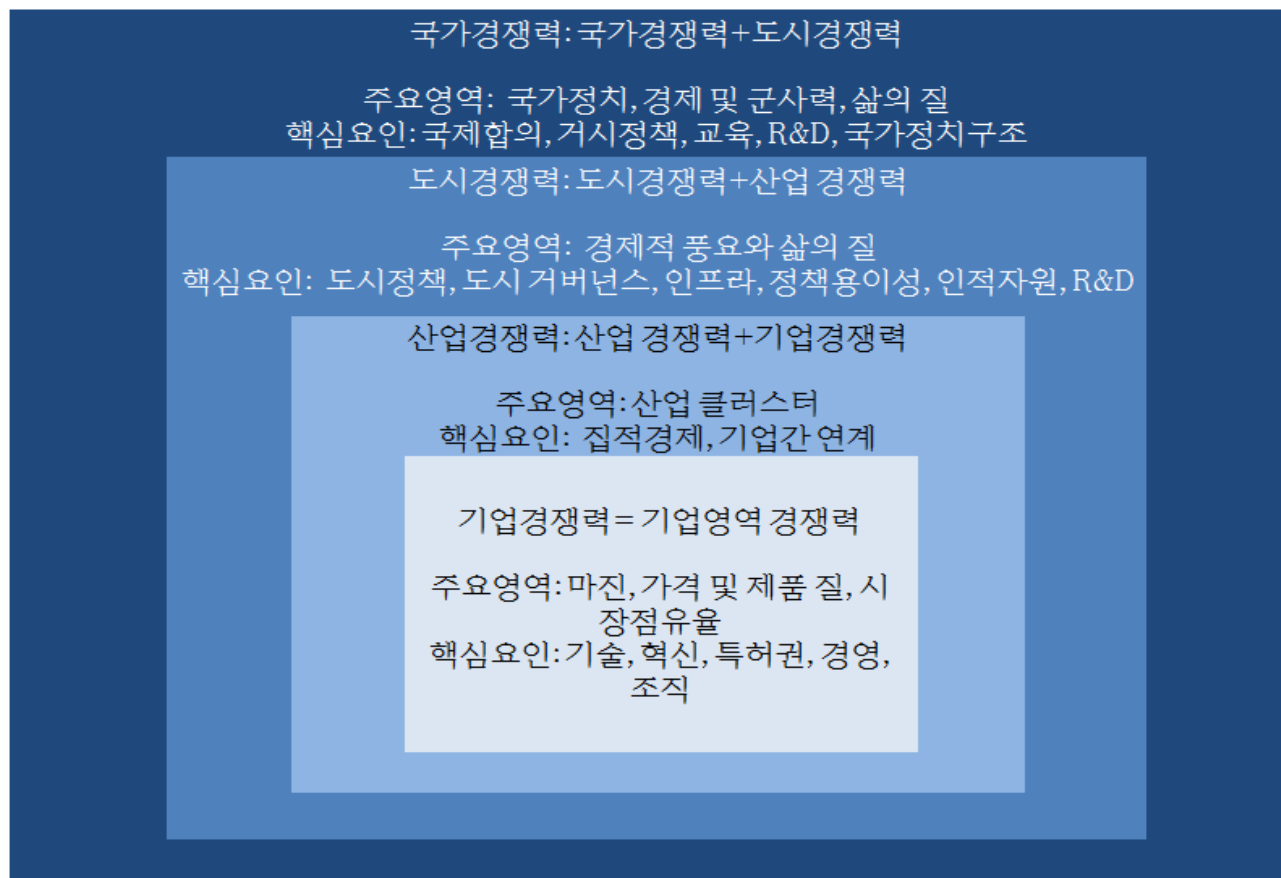 국가경쟁력: 국가경쟁력+도시경쟁력
주요영역: 국가정치, 경제 및 군사력, 삶의 질
핵심요인: 국제합의, 거시정책, 교육, R&D, 국가정치구조
도시경쟁력: 도시경쟁력+산업 경쟁력
주요영역: 경제적 풍요와 삶의 질
핵심요인: 도시정책, 도시 거버넌스, 인프라, 정책용이성, 인적자원, R&D
산업경쟁력: 산업 경쟁력+기업경쟁력
주요영역: 산업 클러스터
핵심요인: 집적경제, 기업간 연계
기업경쟁력 = 기업영역 경쟁력
주요영역: 마진, 가격 및 제품 질, 시
장점유율
핵심요인: 기술, 혁신, 특허권, 경영,
조직